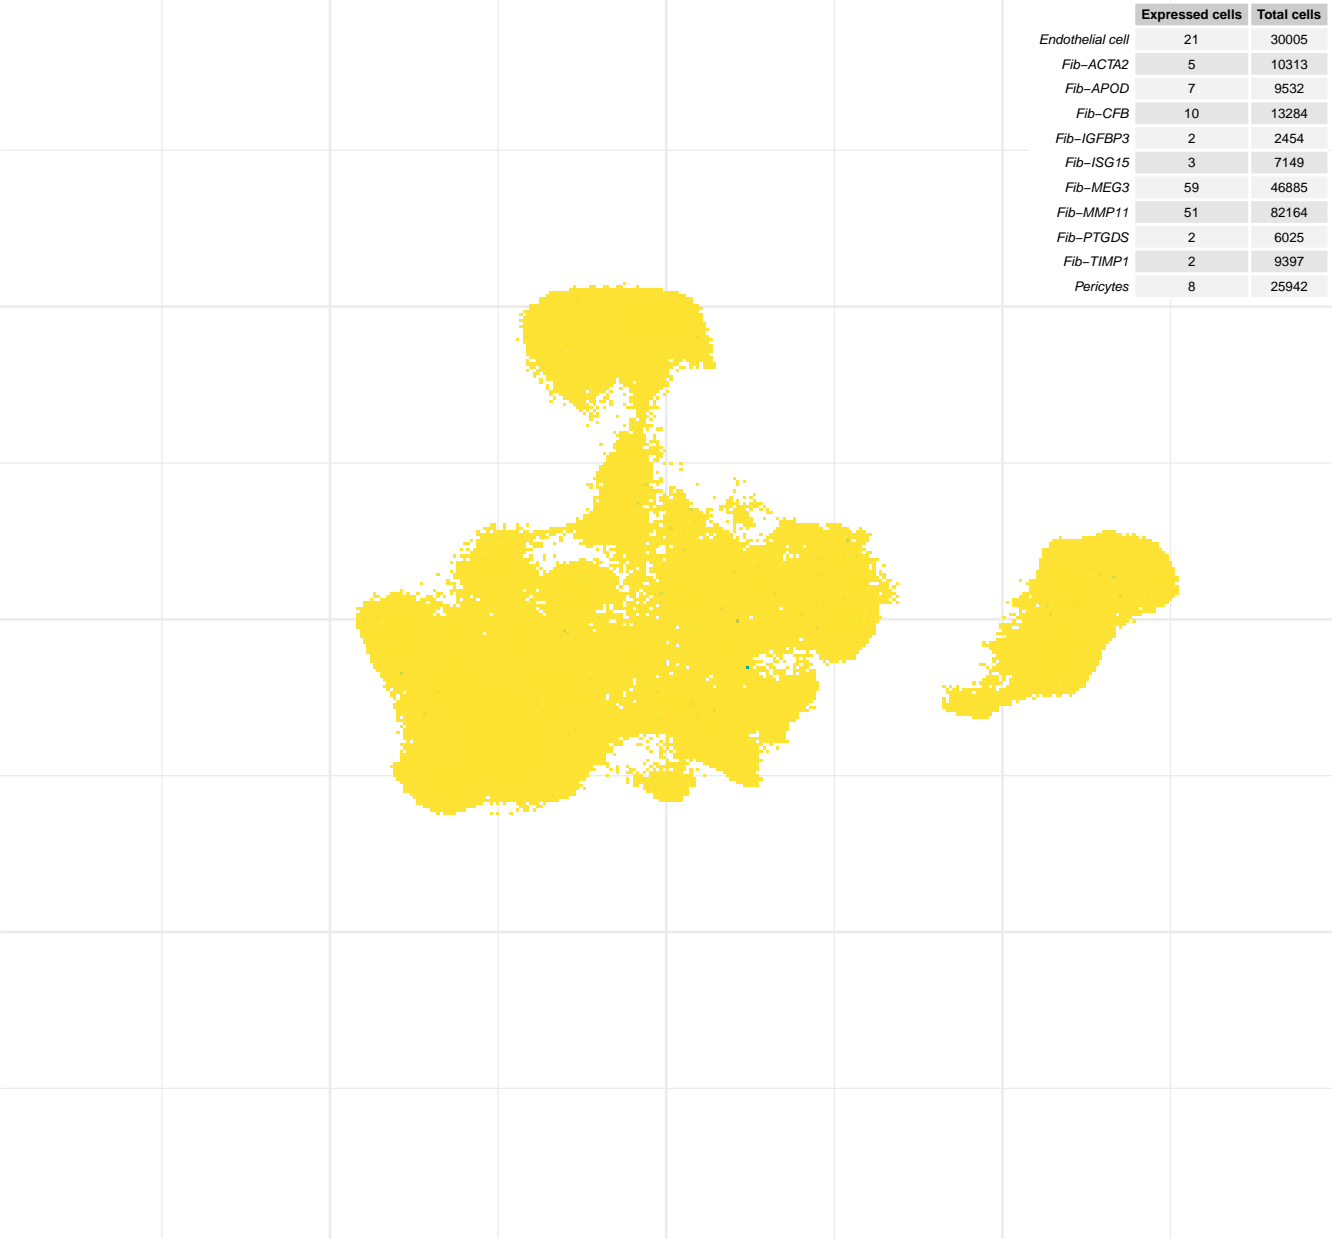 Expressed cells Total cells
Endothelial cell 21 30005
Fib−ACTA2 5 10313
Fib−APOD 7 9532
Fib−CFB 10 13284
Fib−IGFBP3 2 2454
Fib−ISG15 3 7149
Fib−MEG3 59 46885
Fib−MMP11 51 82164
Fib−PTGDS 2 6025
Fib−TIMP1 2 9397
Pericytes 8 25942